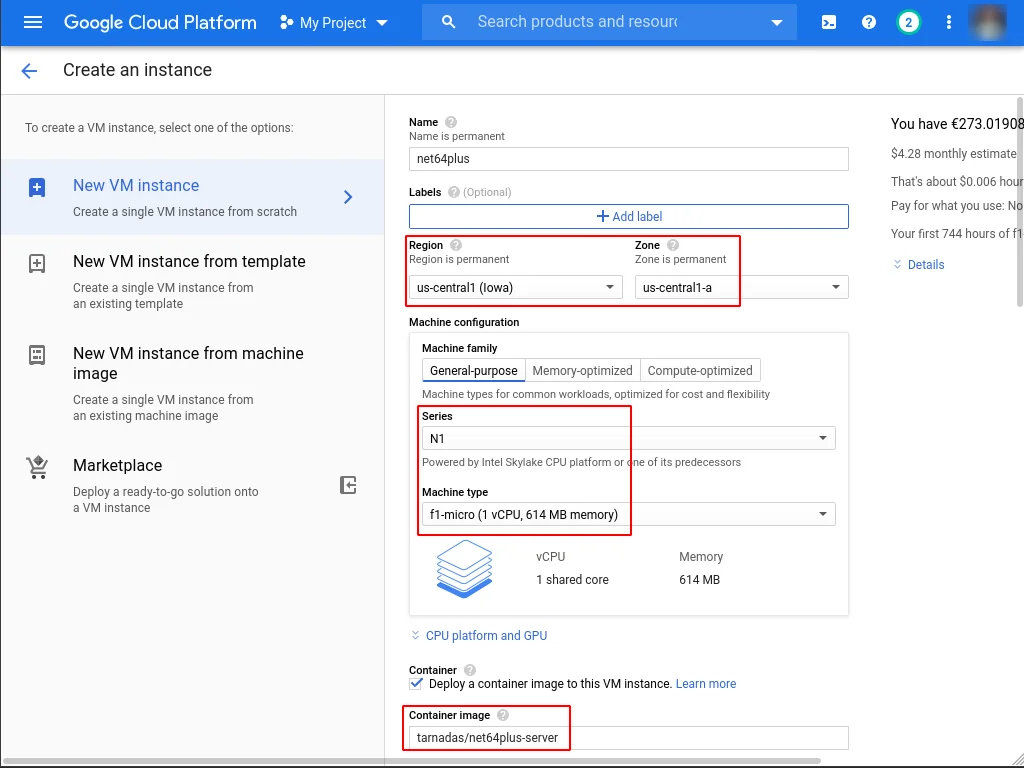 Google Cloud Platform
My Project
Search products and resourc
2
Create an instance
To create a VM instance, select one of the options:
New VM instance
Create a single VM instance from scratch
New VM instance from template
Create a single VM instance from
an existing template
New VM instance from machine
image
Create a single VM instance from
an existing machine image
Marketplace
Deploy a ready-to-go solution onto
a VM instance
Name
Name is permanent
net64plus
Labels (Optional)
Add label
Region
Region is permanent
us-central1 (Iowa)
Zone
Zone is permanent
us-central1-a
Machine configuration
Machine family
General-purpose
Memory-optimized
Compute-optimized
Machine types for common workloads, optimized for cost and flexibility
Series
N1
Powered by Intel Skylake CPU platform or one of its predecessors
Machine type
f1-micro (1 vCPU, 614 MB memory)
vCPU
Memory
1 shared core
614 MB
CPU platform and GPU
Container
Deploy a container image to this VM instance. Learn more
Container image
tarnadas/net64plus-server
You have €273.01908
$4.28 monthly estimate
That's about $0.006 hour
Pay for what you use: No
Your first 744 hours of f1
Details